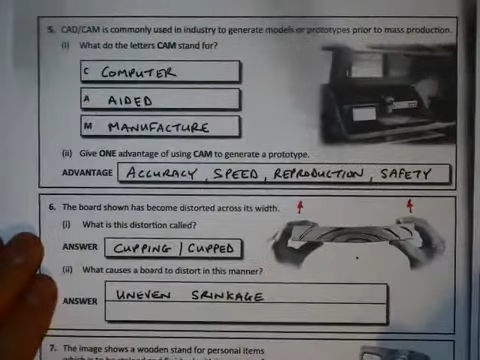 5. CAD/CAM is commonly used in industry to generate models or prototypes prior to mass production.
(i) What do the letters CAM stand for?
C COMPUTER
A AIDED
M MANUFACTURE
(ii) Give ONE advantage of using CAM to generate a prototype.
ADVANTAGE ACCURACY, SPEED, REPRODUCTION, SAFETY
6. The board shown has become distorted across its width.
(i) What is this distortion called?
ANSWER CUPPING / CUPPED
(ii) What causes a board to distort in this manner?
ANSWER UNEVEN SRINKAGE
7. The image shows a wooden stand for personal items